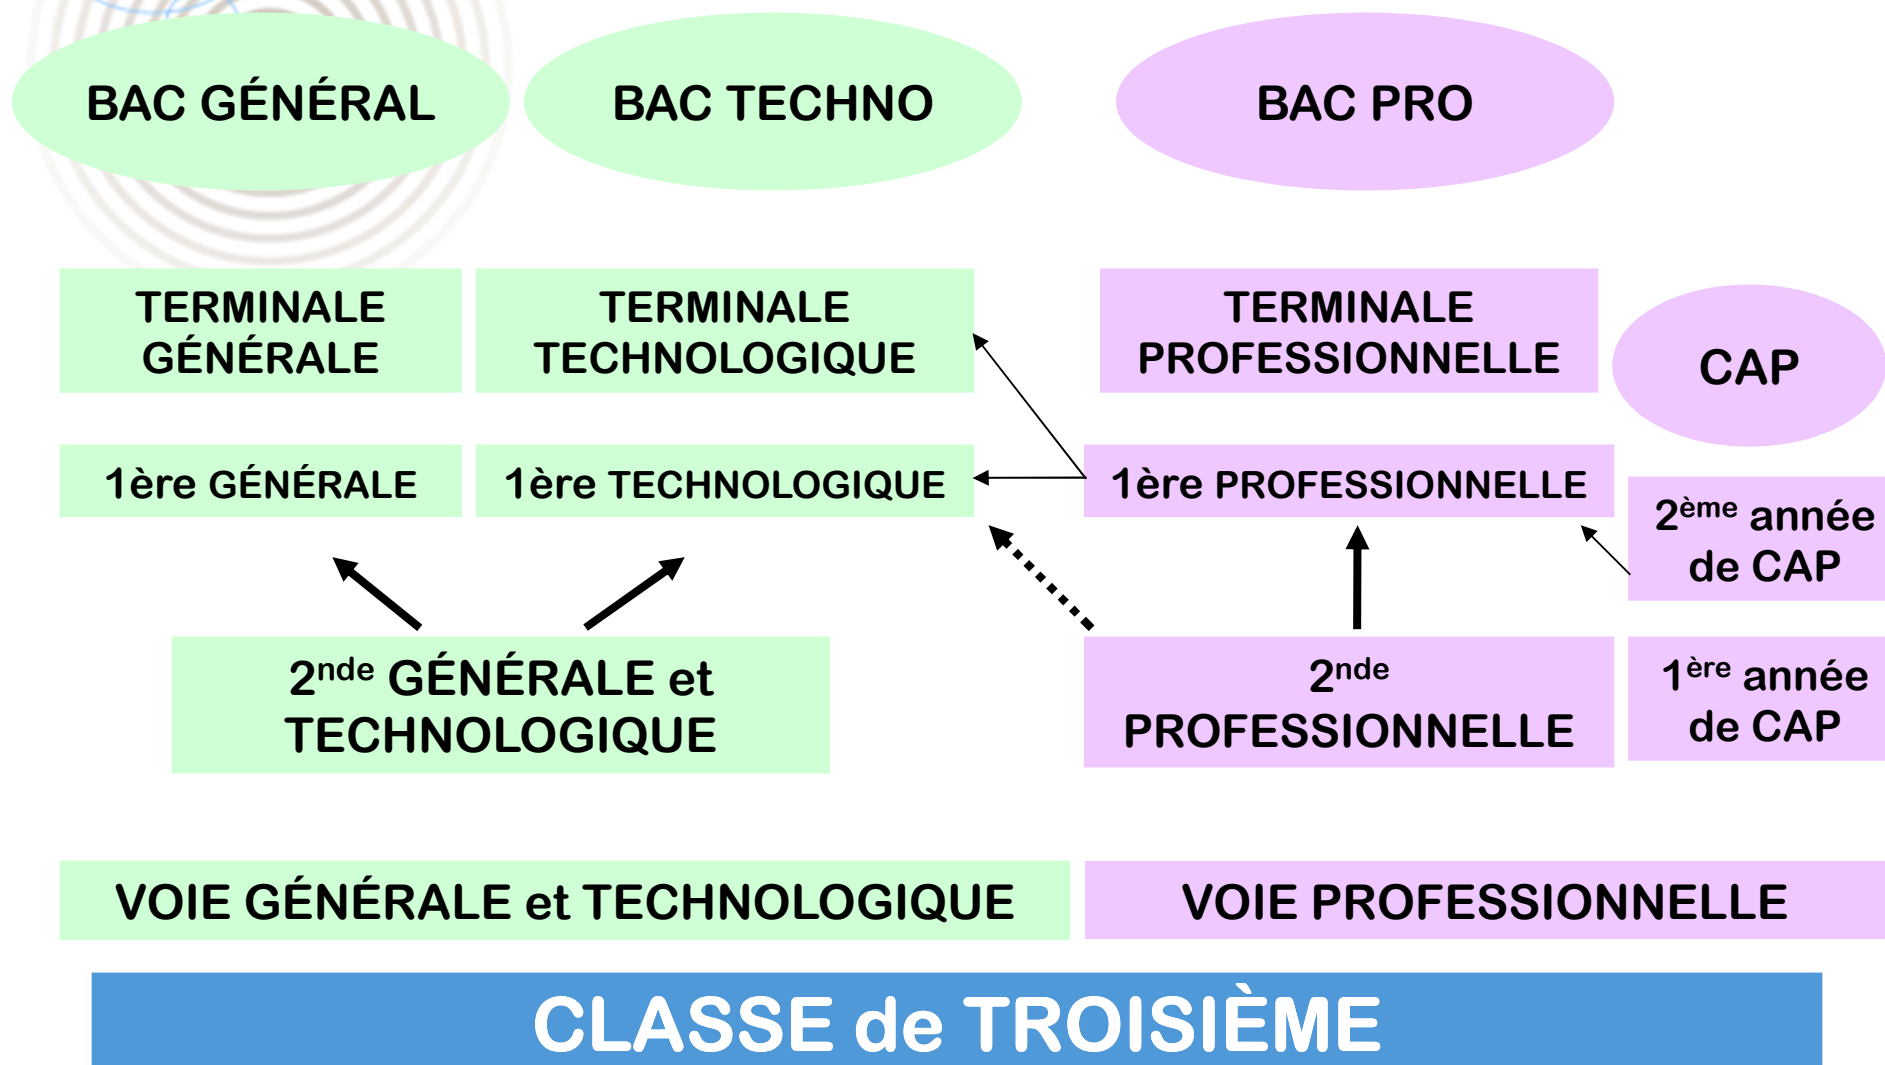 BAC GÉNÉRAL
BAC TECHNO
BAC PRO
TERMINALE
GÉNÉRALE
TERMINALE
TECHNOLOGIQUE
TERMINALE
PROFESSIONNELLE
CAP
1ère GÉNÉRALE
1ère TECHNOLOGIQUE
1ère PROFESSIONNELLE
2ème année
de CAP
2nde GÉNÉRALE et
TECHNOLOGIQUE
2nde
PROFESSIONNELLE
1ère année
de CAP
VOIE GÉNÉRALE et TECHNOLOGIQUE
VOIE PROFESSIONNELLE
CLASSE de TROISIÈME